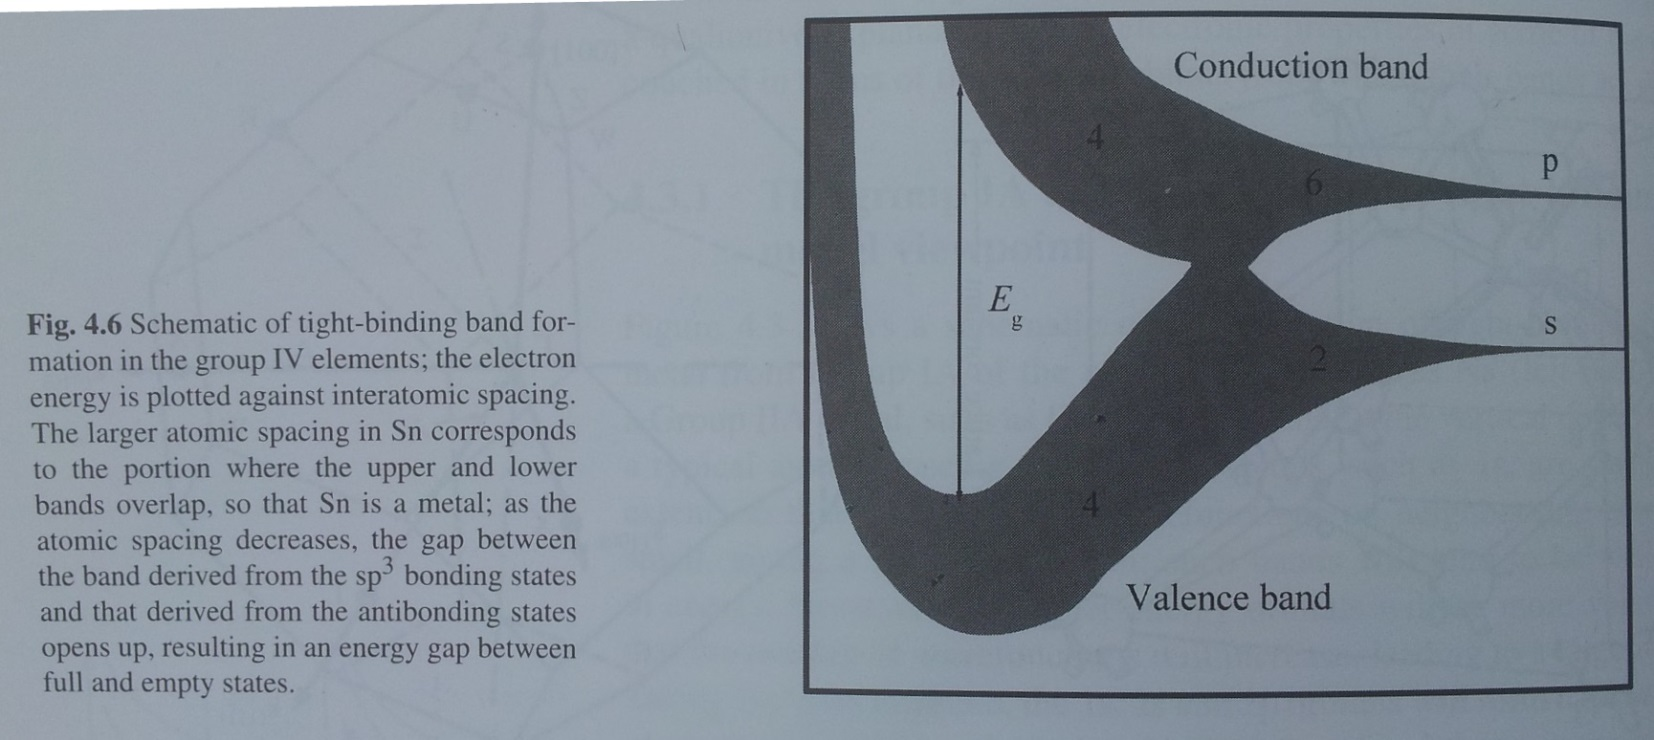 Fig. 4.6 Schematic of tight-binding band for-
mation in the group IV elements; the electron
energy is plotted against interatomic spacing.
The larger atomic spacing in Sn corresponds
to the portion where the upper and lower
bands overlap, so that Sn is a metal; as the
atomic spacing decreases, the gap between
the band derived from the sp³ bonding states
and that derived from the antibonding states
opens up, resulting in an energy gap between
full and empty states.
Conduction band
4
p
6
E_g
s
2
4
Valence band